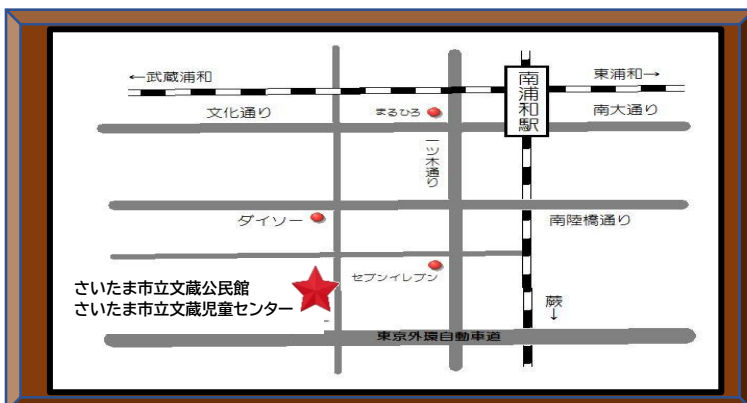 ←武蔵浦和
東浦和→
南浦和駅
文化通り
まるひろ
南大通り
一ツ木通り
ダイソー
南陸橋通り
さいたま市立文蔵公民館
さいたま市立文蔵児童センター
セブンイレブン
蕨
↓
東京外環自動車道